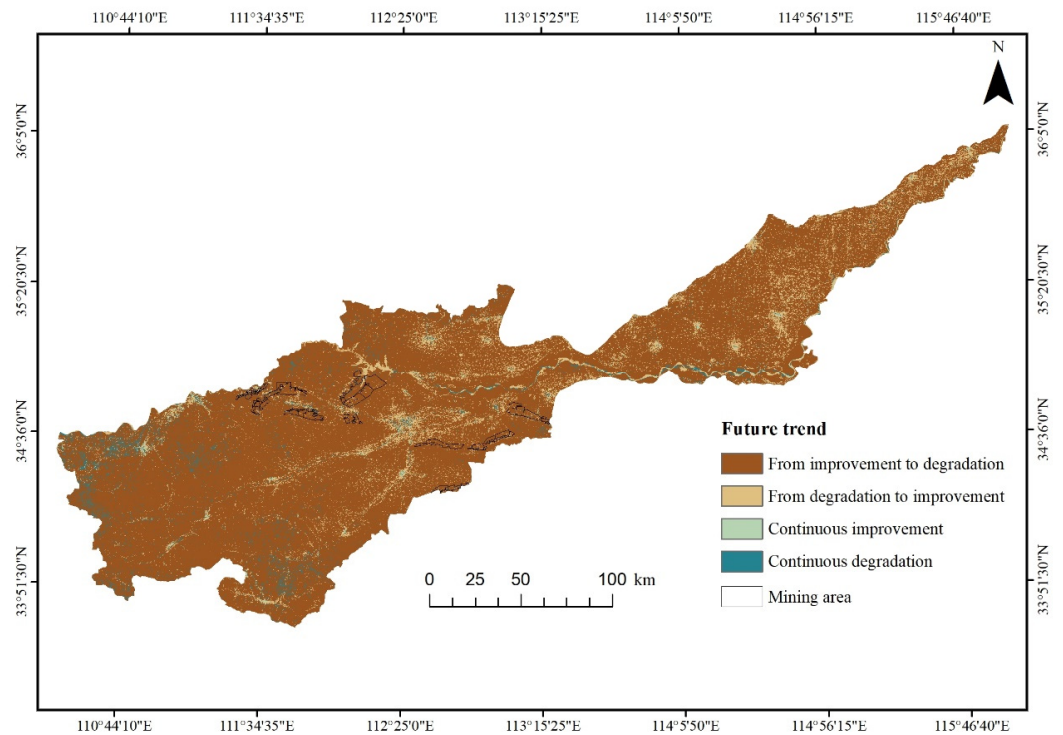 110°44'10"E 111°34'35"E 112°25'0"E 113°15'25"E 114°5'50"E 114°56'15"E 115°46'40"E
N
36°5'0"N 36°5'0"N
35°20'30"N 35°20'30"N
34°36'0"N 34°36'0"N
Future trend
From improvement to degradation
From degradation to improvement
Continuous improvement
Continuous degradation
Mining area
33°51'30"N 33°51'30"N
0 25 50 100 km
110°44'10"E 111°34'35"E 112°25'0"E 113°15'25"E 114°5'50"E 114°56'15"E 115°46'40"E